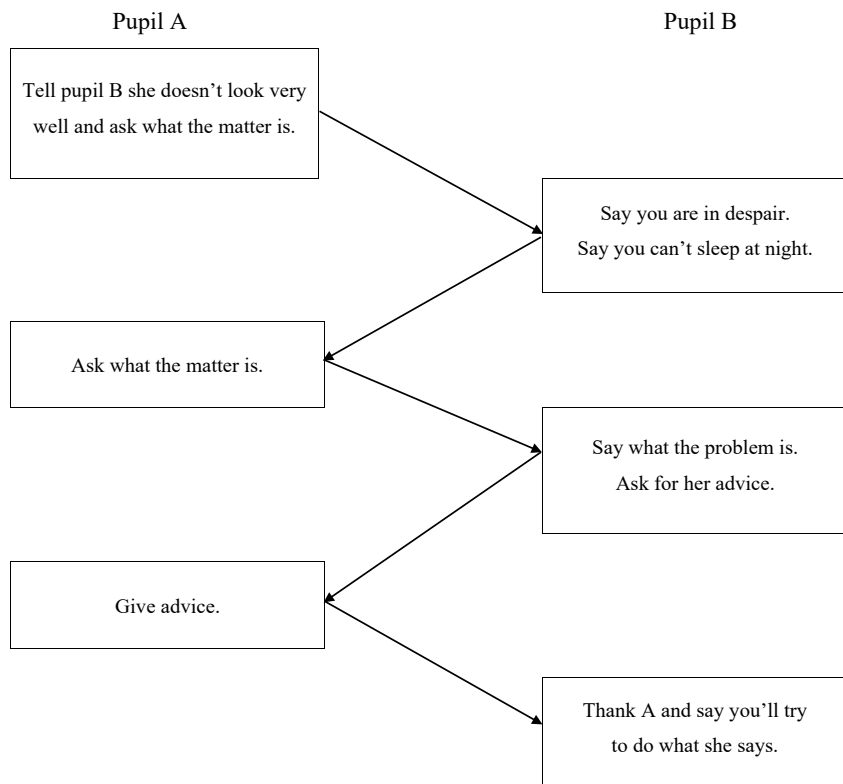 Pupil A
Pupil B
Tell pupil B she doesn’t look very
well and ask what the matter is.
Say you are in despair.
Say you can’t sleep at night.
Ask what the matter is.
Say what the problem is.
Ask for her advice.
Give advice.
Thank A and say you’ll try
to do what she says.